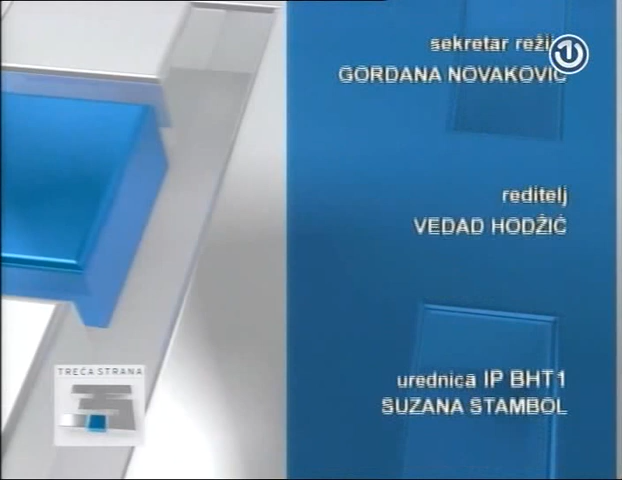 sekretar režije
GORDANA NOVAKOVIĆ
reditelj
VEDAD HODŽIĆ
urednica IP BHT1
SUZANA STAMBOL
TREĆA STRANA